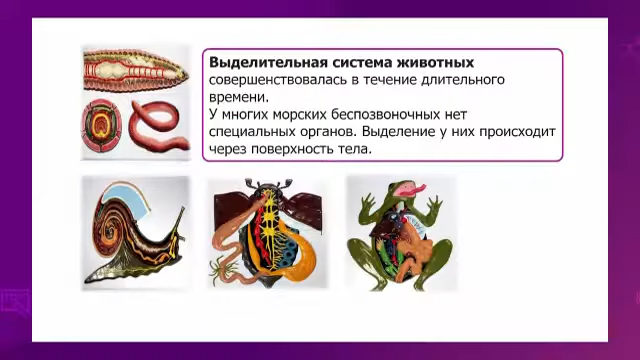 Выделительная система животных
совершенствовалась в течение длительного
времени.
У многих морских беспозвоночных нет
специальных органов. Выделение у них происходит
через поверхность тела.